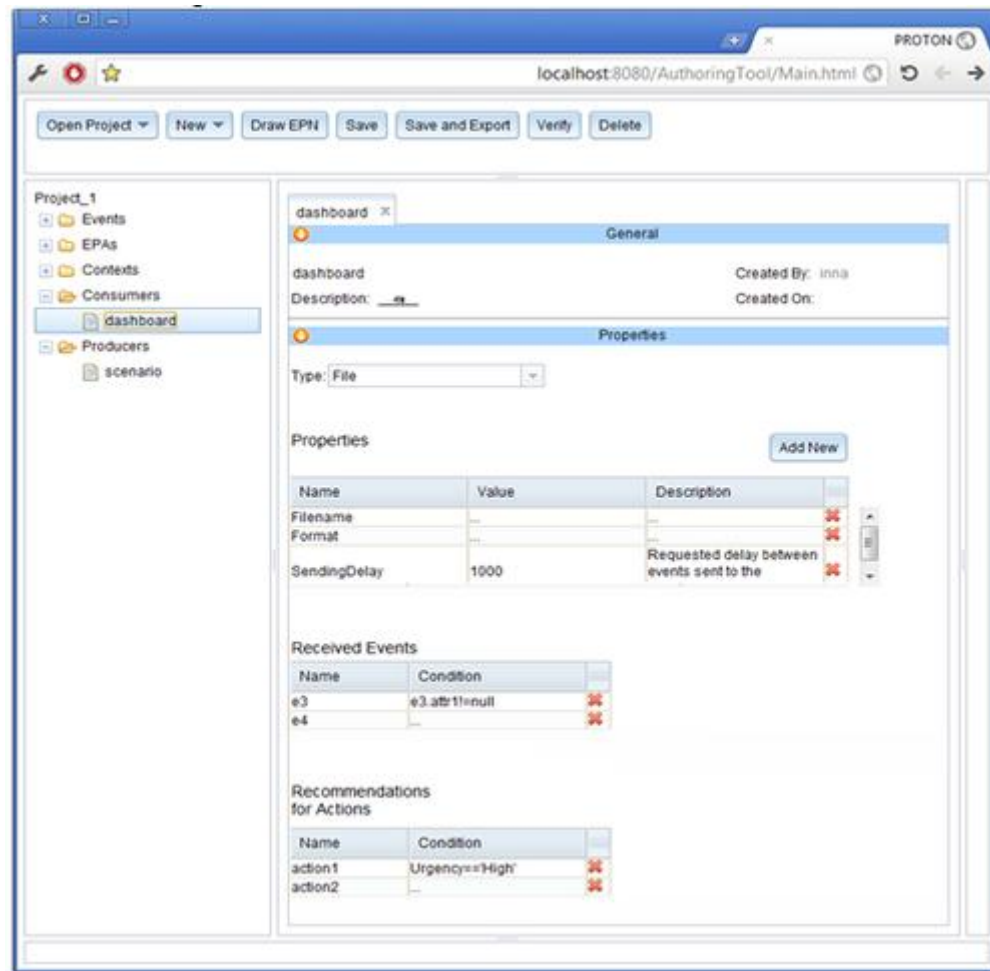 PROTON
localhost:8080/AuthoringTool/Main.html
Open Project New Draw EPN Save Save and Export Verify Delete
Project_1
Events
EPAs
Contexts
Consumers
dashboard
Producers
scenario
dashboard
General
dashboard Created By: inna
Description: Created On:
Properties
Type: File
Properties Add New
Name Value Description
Filename ... ...
Format ... ...
SendingDelay 1000 Requested delay between
events sent to the
Received Events
Name Condition
e3 e3.attr1!=null
e4 ...
Recommendations
for Actions
Name Condition
action1 Urgency=='High'
action2 ...